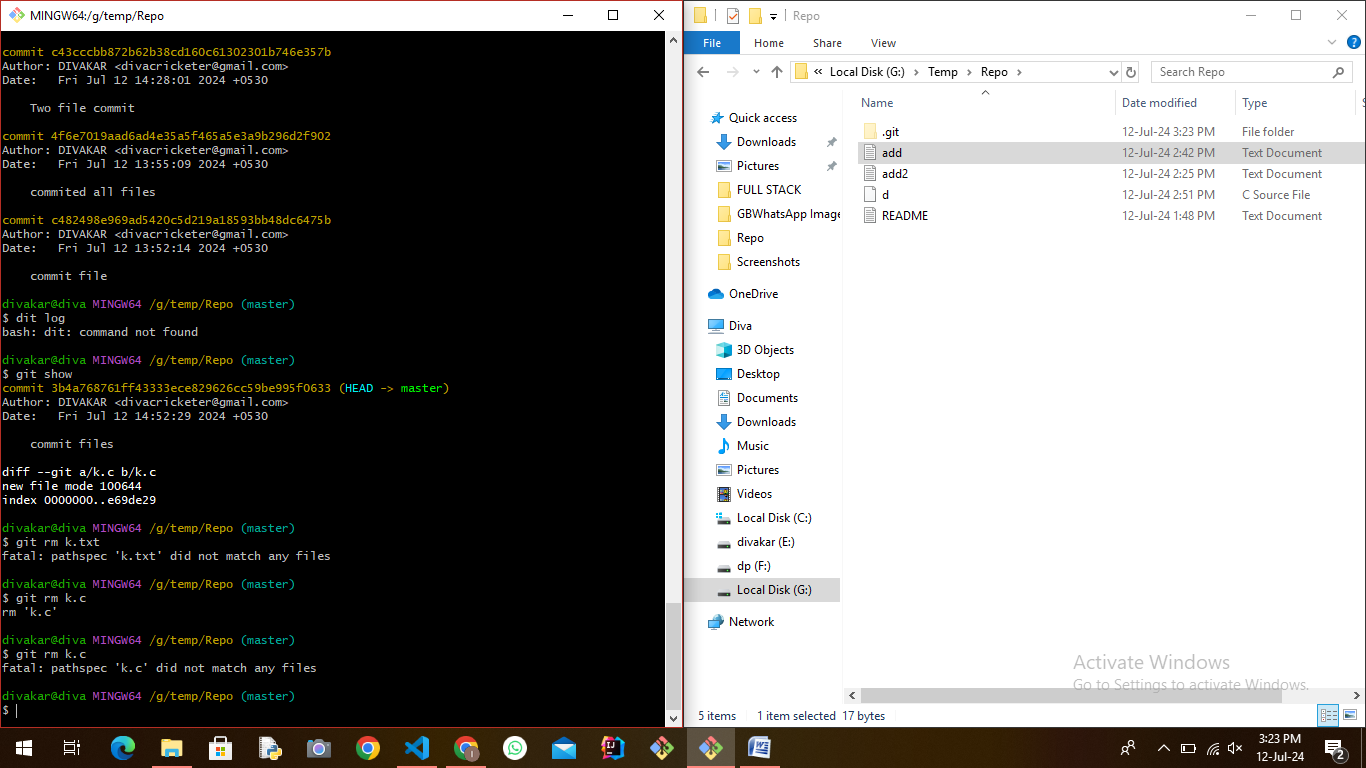 MINGW64:/g/temp/Repo
commit c43cccbb872b62b38cd160c61302301b746e357b
Author: DIVAKAR <divacricketer@gmail.com>
Date:   Fri Jul 12 14:28:01 2024 +0530
Two file commit
commit 4f6e7019aad6ad4e35a5f465a5e3a9b296d2f902
Author: DIVAKAR <divacricketer@gmail.com>
Date:   Fri Jul 12 13:55:09 2024 +0530
commited all files
commit c482498e969ad5420c5d219a18593bb48dc6475b
Author: DIVAKAR <divacricketer@gmail.com>
Date:   Fri Jul 12 13:52:14 2024 +0530
commit file
divakar@diva MINGW64 /g/temp/Repo (master)
$ dit log
bash: dit: command not found
divakar@diva MINGW64 /g/temp/Repo (master)
$ git show
commit 3b4a768761ff43333ece829626cc59be995f0633 (HEAD -> master)
Author: DIVAKAR <divacricketer@gmail.com>
Date:   Fri Jul 12 14:52:29 2024 +0530
commit files
diff --git a/k.c b/k.c
new file mode 100644
index 0000000..e69de29
divakar@diva MINGW64 /g/temp/Repo (master)
$ git rm k.txt
fatal: pathspec 'k.txt' did not match any files
divakar@diva MINGW64 /g/temp/Repo (master)
$ git rm k.c
rm 'k.c'
divakar@diva MINGW64 /g/temp/Repo (master)
$ git rm k.c
fatal: pathspec 'k.c' did not match any files
divakar@diva MINGW64 /g/temp/Repo (master)
$
Repo
File Home Share View
« Local Disk (G:) Temp Repo
Search Repo
Quick access
Downloads
Pictures
FULL STACK
GBWhatsApp Image
Repo
Screenshots
OneDrive
Diva
3D Objects
Desktop
Documents
Downloads
Music
Pictures
Videos
Local Disk (C:)
divakar (E:)
dp (F:)
Local Disk (G:)
Network
Name Date modified Type S
.git 12-Jul-24 3:23 PM File folder
add 12-Jul-24 2:42 PM Text Document
add2 12-Jul-24 2:25 PM Text Document
d 12-Jul-24 2:51 PM C Source File
README 12-Jul-24 1:48 PM Text Document
Activate Windows
Go to Settings to activate Windows.
5 items 1 item selected 17 bytes
3:23 PM
12-Jul-24
2